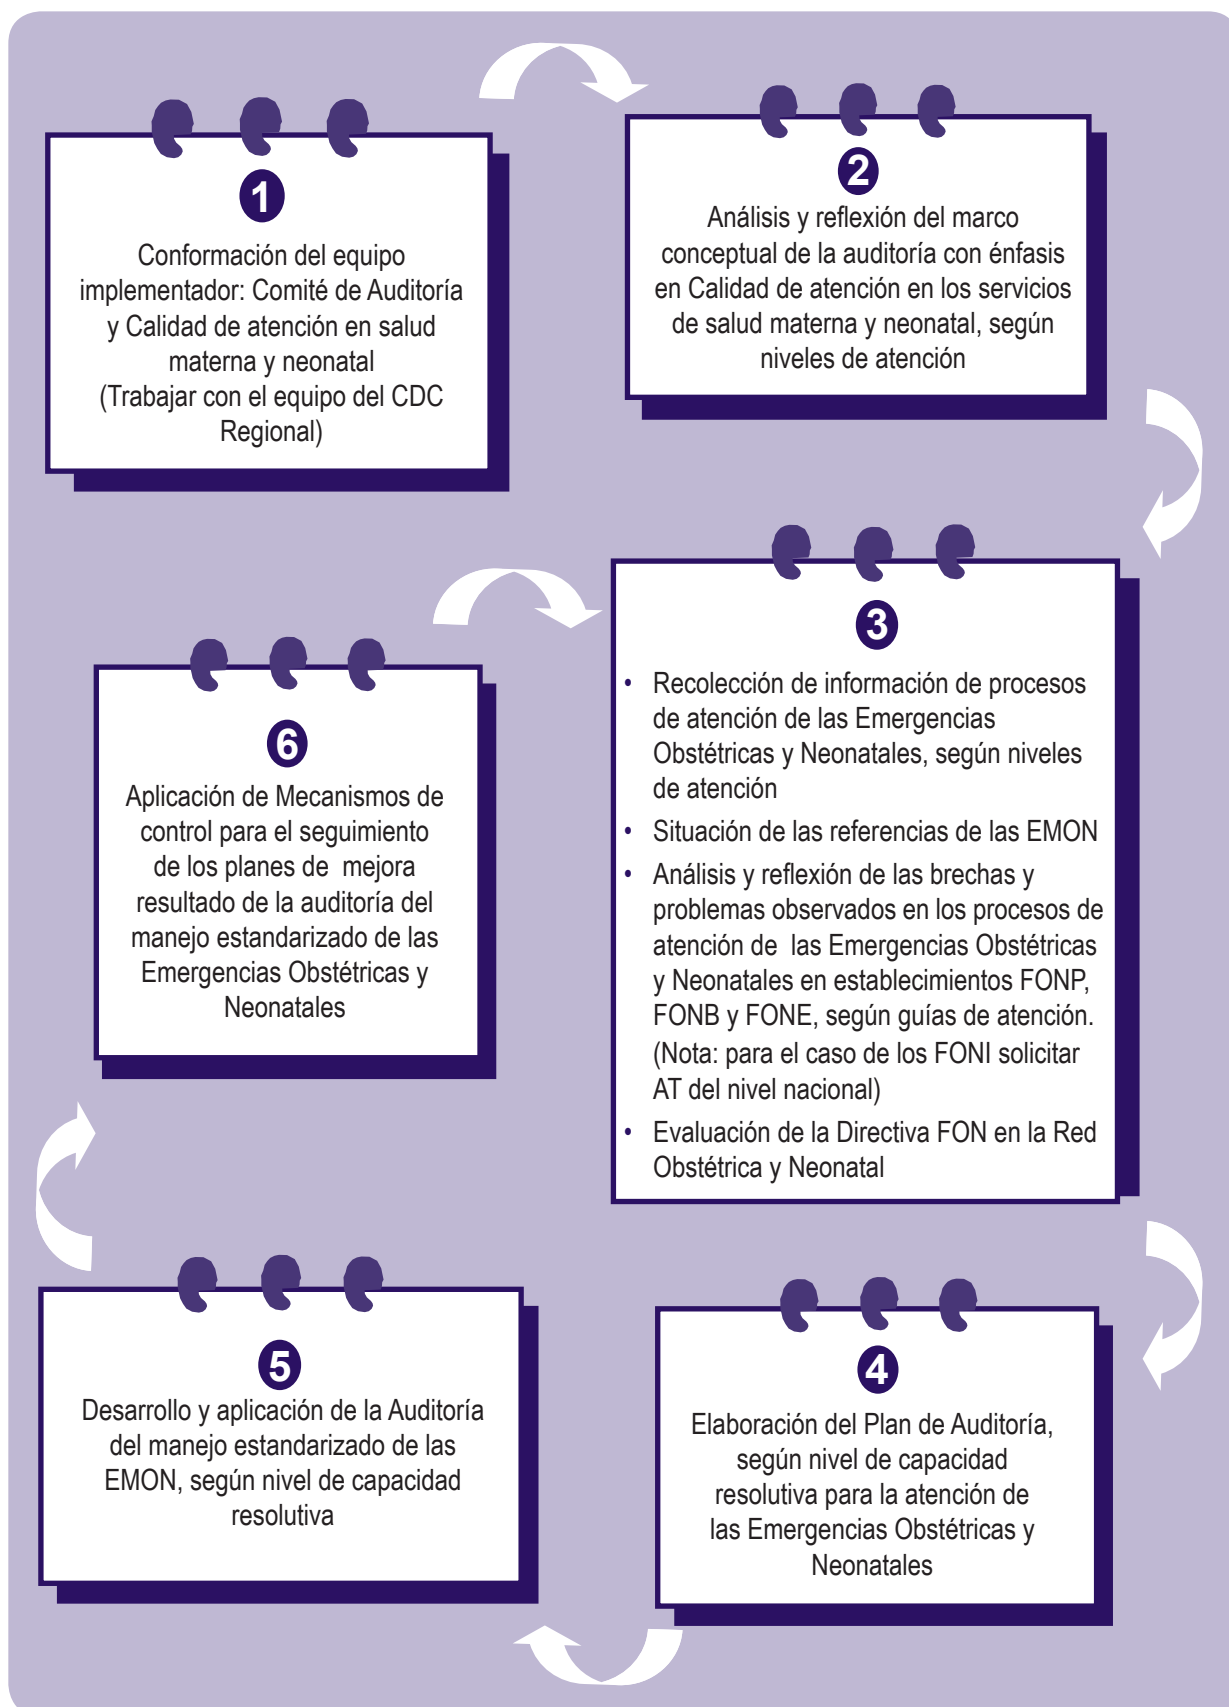 1
Conformación del equipo
implementador: Comité de Auditoría
y Calidad de atención en salud
materna y neonatal
(Trabajar con el equipo del CDC
Regional)
2
Análisis y reflexión del marco
conceptual de la auditoría con énfasis
en Calidad de atención en los servicios
de salud materna y neonatal, según
niveles de atención
3
• Recolección de información de procesos
de atención de las Emergencias
Obstétricas y Neonatales, según niveles
de atención
• Situación de las referencias de las EMON
• Análisis y reflexión de las brechas y
problemas observados en los procesos de
atención de las Emergencias Obstétricas
y Neonatales en establecimientos FONP,
FONB y FONE, según guías de atención.
(Nota: para el caso de los FONI solicitar
AT del nivel nacional)
• Evaluación de la Directiva FON en la Red
Obstétrica y Neonatal
4
Elaboración del Plan de Auditoría,
según nivel de capacidad
resolutiva para la atención de
las Emergencias Obstétricas y
Neonatales
5
Desarrollo y aplicación de la Auditoría
del manejo estandarizado de las
EMON, según nivel de capacidad
resolutiva
6
Aplicación de Mecanismos de
control para el seguimiento
de los planes de mejora
resultado de la auditoría del
manejo estandarizado de las
Emergencias Obstétricas y
Neonatales